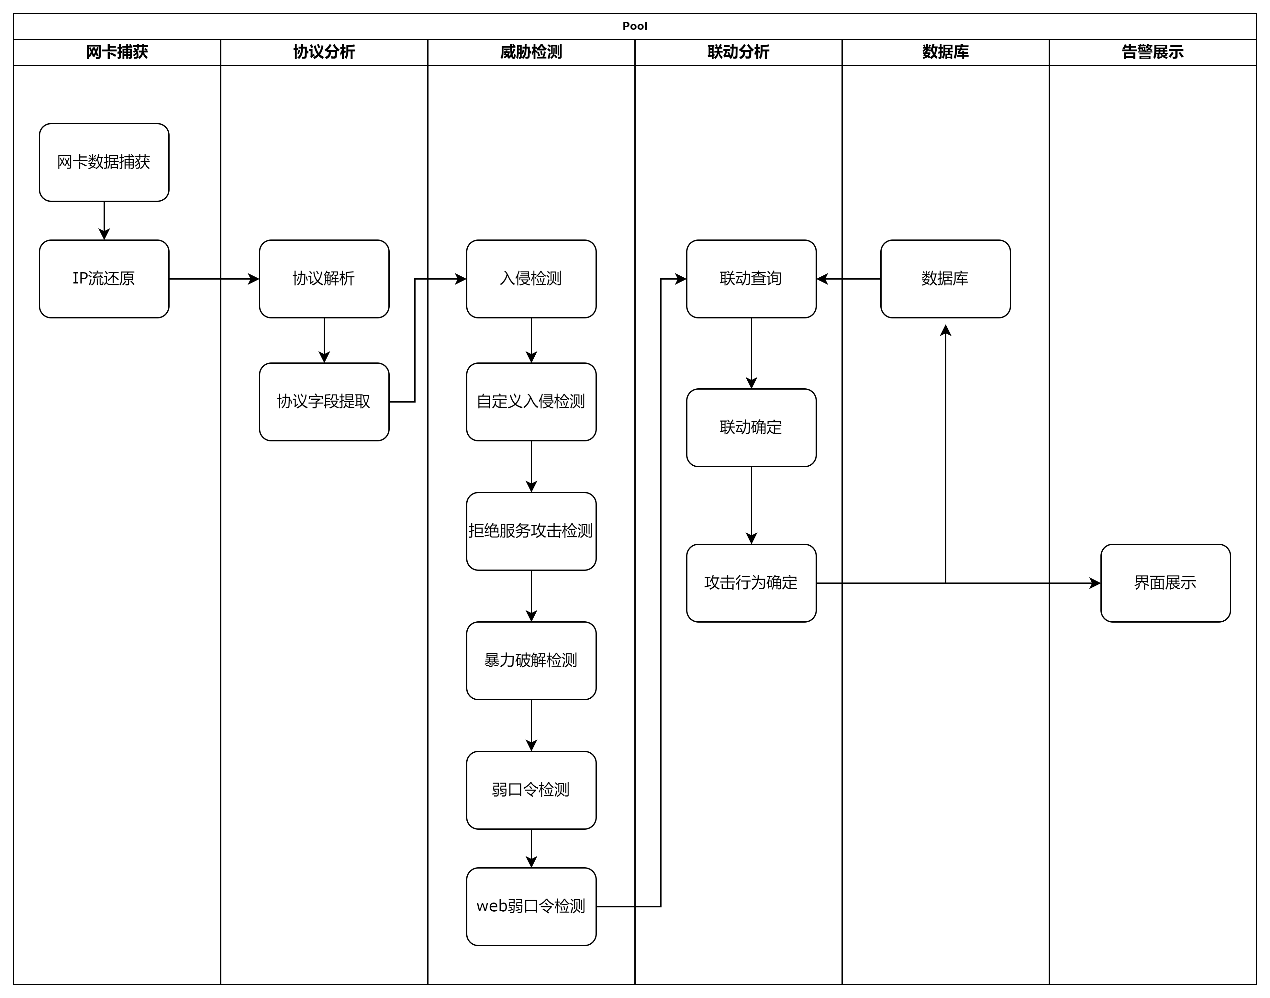 Pool
网卡捕获
协议分析
威胁检测
联动分析
数据库
告警展示
网卡数据捕获
IP流还原
协议解析
协议字段提取
入侵检测
自定义入侵检测
拒绝服务攻击检测
暴力破解检测
弱口令检测
web弱口令检测
联动查询
联动确定
攻击行为确定
数据库
界面展示